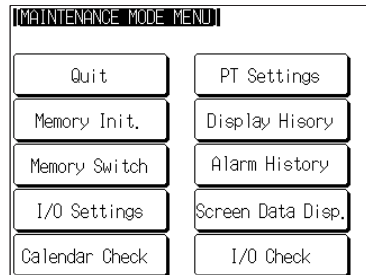 [MAINTENANCE MODE MENU]
Quit
PT Settings
Memory Init.
Display Hisory
Memory Switch
Alarm History
I/O Settings
Screen Data Disp.
Calendar Check
I/O Check